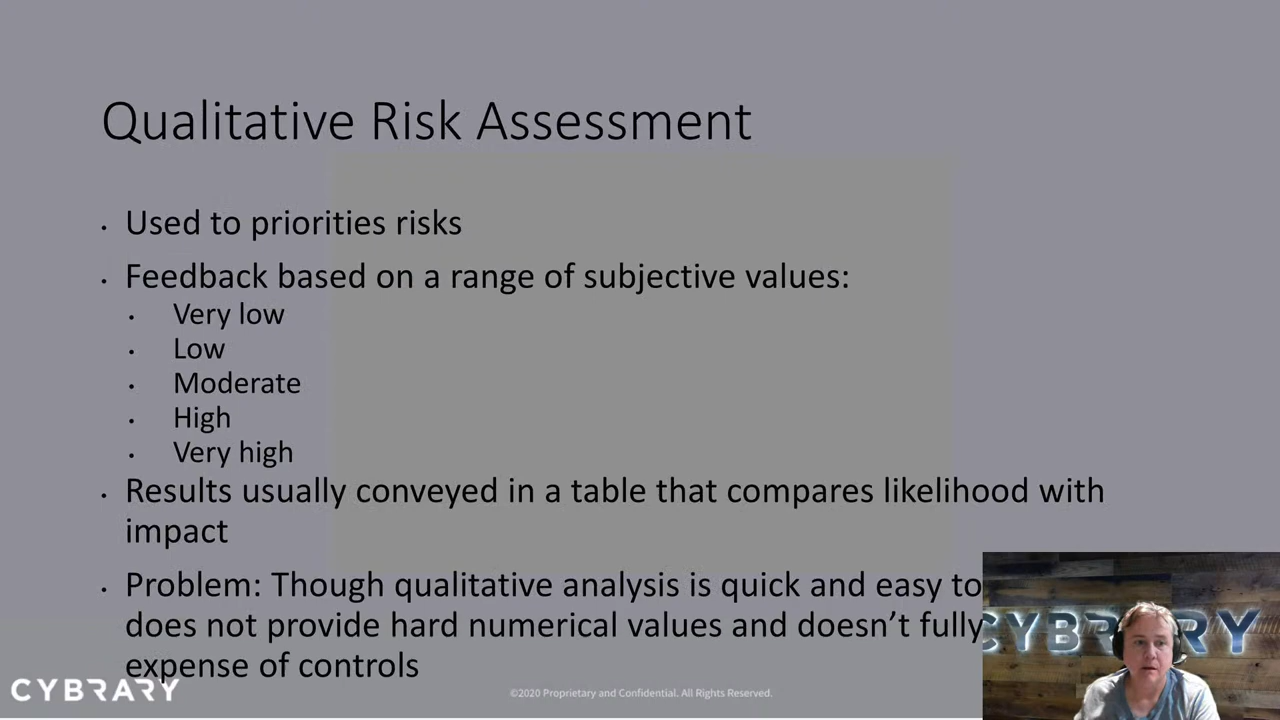 Qualitative Risk Assessment
• Used to priorities risks
• Feedback based on a range of subjective values:
• Very low
• Low
• Moderate
• High
• Very high
• Results usually conveyed in a table that compares likelihood with
impact
• Problem: Though qualitative analysis is quick and easy to
does not provide hard numerical values and doesn’t fully
expense of controls
CYBRARY
©2020 Proprietary and Confidential. All Rights Reserved.
CYBRARY